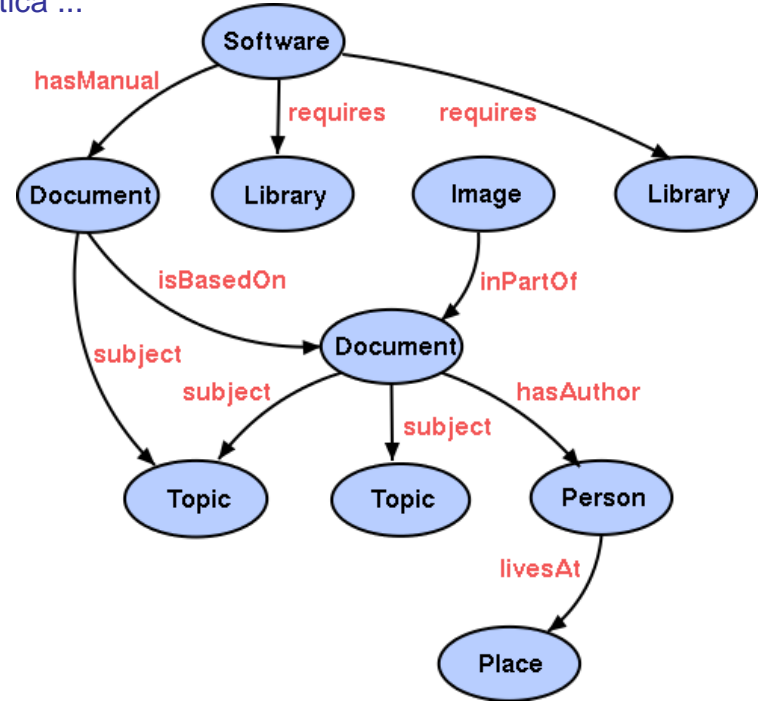 tica ...
Software
hasManual
requires
requires
Document
Library
Image
Library
isBasedOn
inPartOf
Document
subject
subject
hasAuthor
subject
Topic
Topic
Person
livesAt
Place